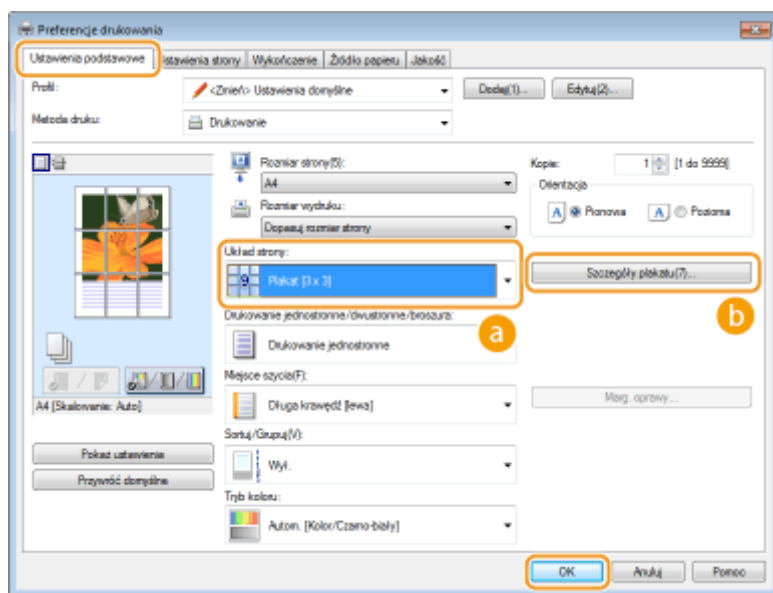 Preferencje drukowania
Ustawienia podstawowe Ustawienia strony Wykończenie Źródło papieru Jakość
Profil: <Zmień> Ustawienia domyślne Dodaj(1)... Edytuj(2)...
Metoda druku: Drukowanie
Rozmiar strony(5):
A4
Rozmiar wydruku:
Dopasuj rozmiar strony
Kopie: 1 [1 do 9999]
Orientacja
A Pionowa A Pozioma
Układ strony:
9 Plakat [3 x 3]
a
Szczegóły plakatu(7)...
b
Drukowanie jednostronne/dwustronne/broszura:
Drukowanie jednostronne
Miejsce szycia(F):
Długa krawędź [lewa]
Marg. oprawy...
A4 [Skalowanie: Auto]
Sortuj/Grupuj(V):
Wył.
Pokaż ustawienia
Przywróć domyślne
Tryb koloru:
Autom. [Kolor/Czarno-biały]
OK Anuluj Pomoc